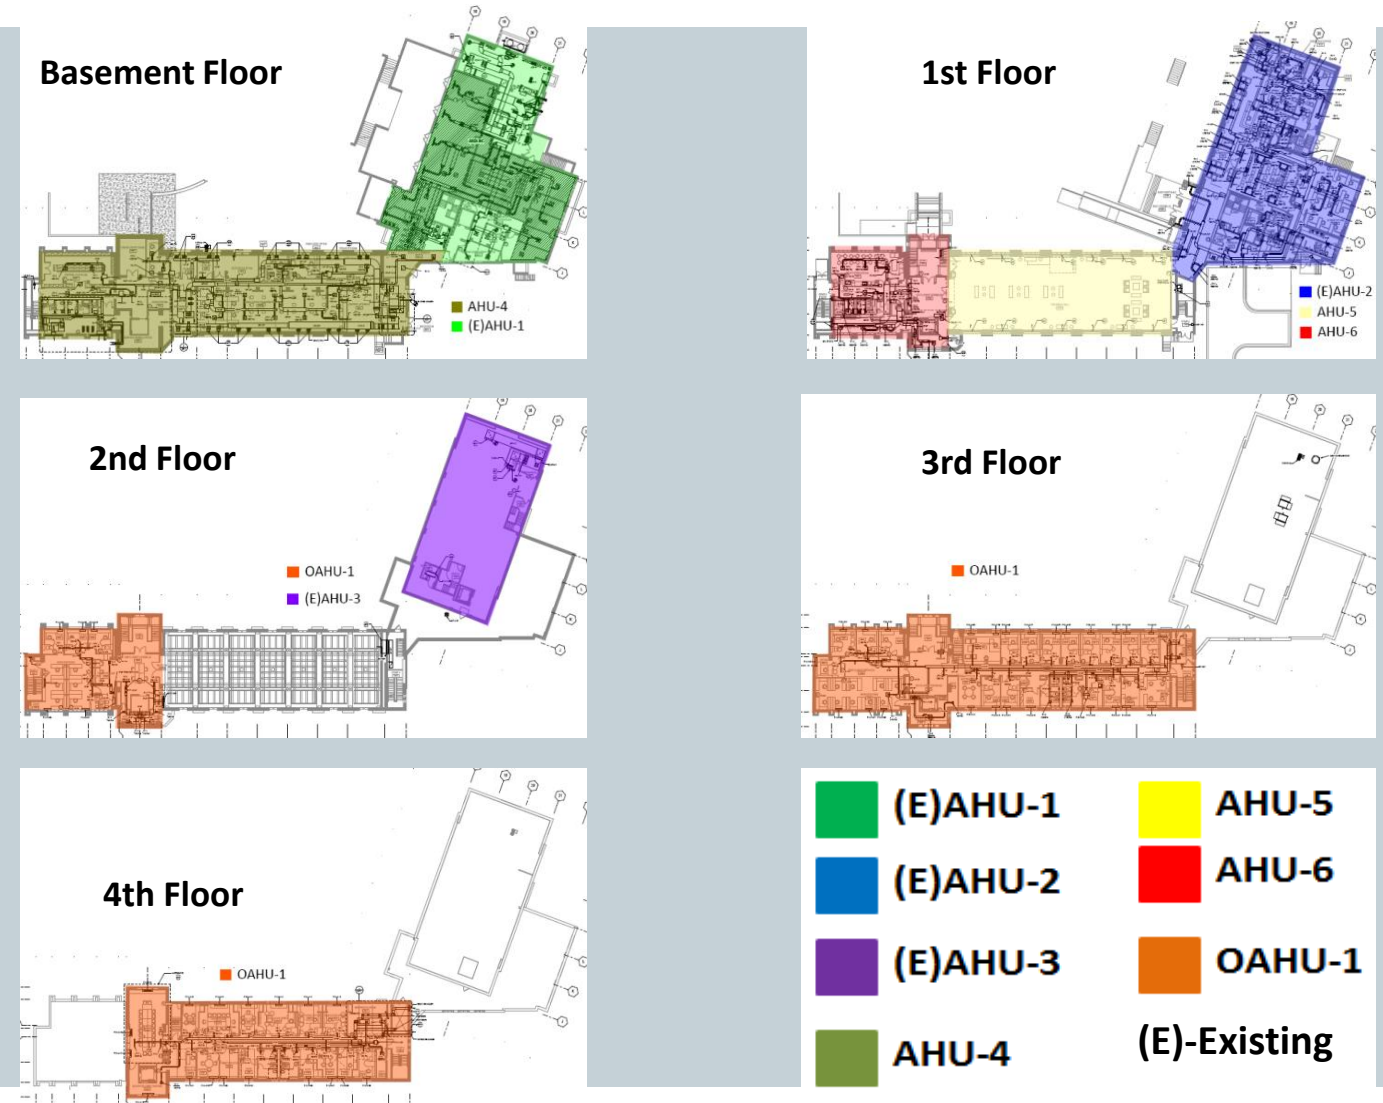 Basement Floor
AHU-4
(E)AHU-1
1st Floor
(E)AHU-2
AHU-5
AHU-6
2nd Floor
OAHU-1
(E)AHU-3
3rd Floor
OAHU-1
4th Floor
OAHU-1
(E)AHU-1
(E)AHU-2
(E)AHU-3
AHU-4
AHU-5
AHU-6
OAHU-1
(E)-Existing